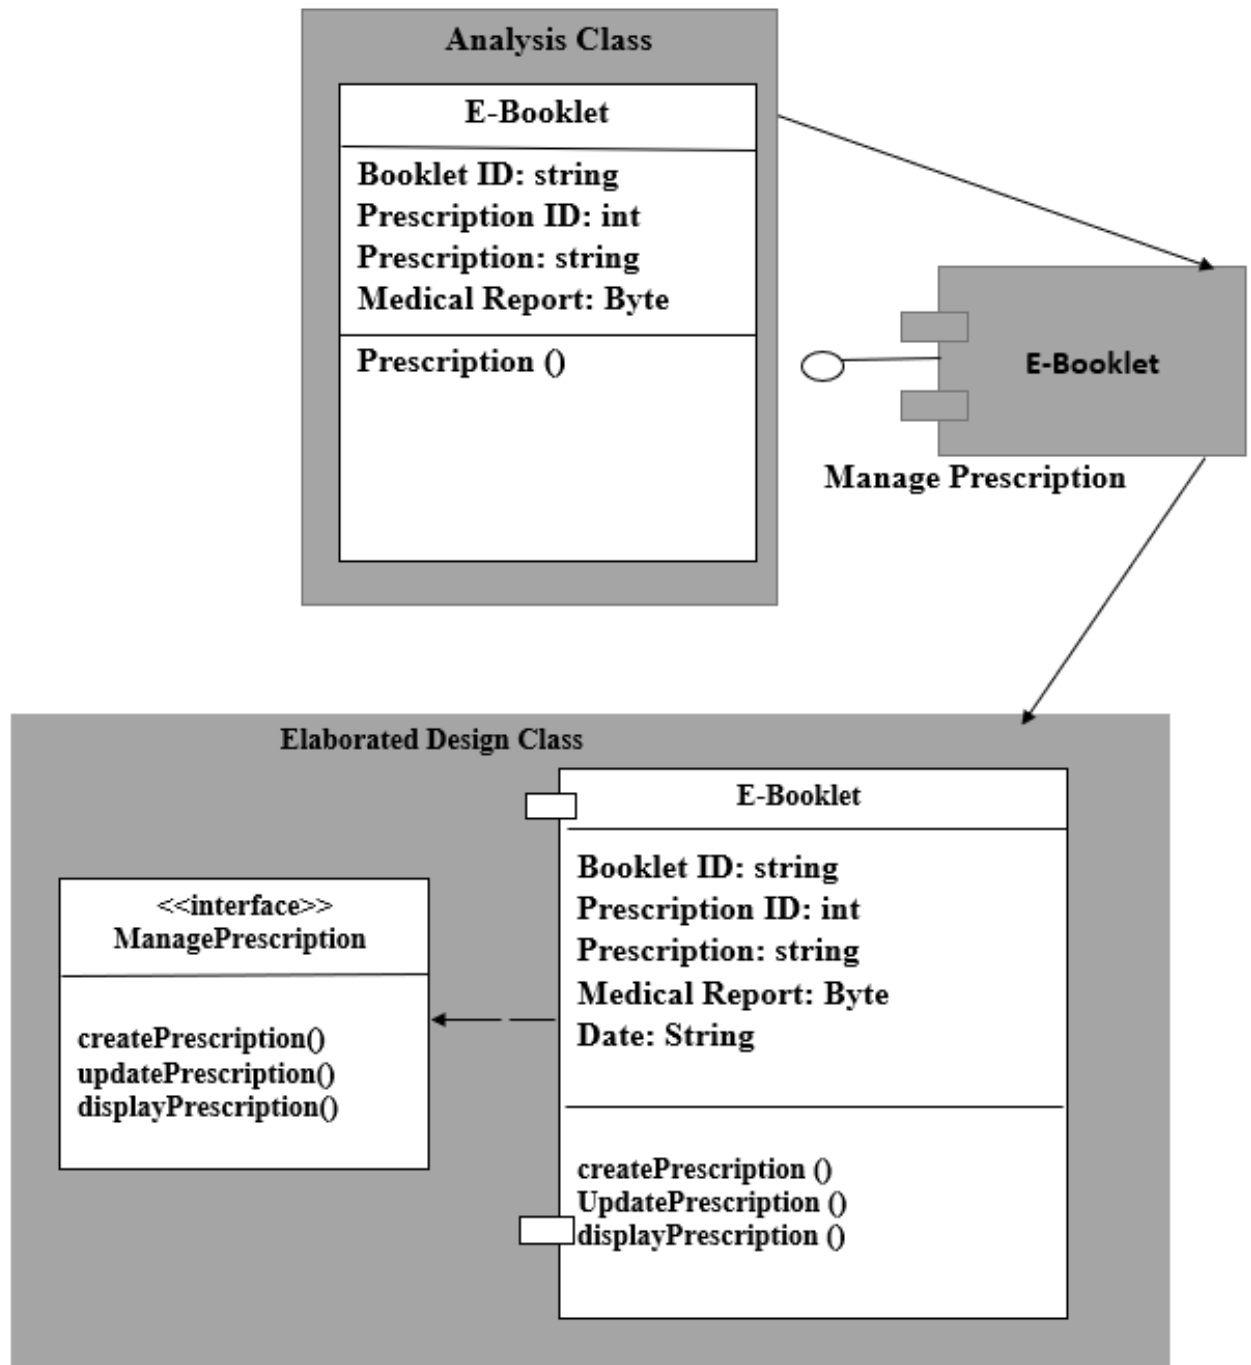 Analysis Class
E-Booklet
Booklet ID: string
Prescription ID: int
Prescription: string
Medical Report: Byte
Prescription ()
E-Booklet
Manage Prescription
Elaborated Design Class
<<interface>>
ManagePrescription
createPrescription()
updatePrescription()
displayPrescription()
E-Booklet
Booklet ID: string
Prescription ID: int
Prescription: string
Medical Report: Byte
Date: String
createPrescription ()
UpdatePrescription ()
displayPrescription ()